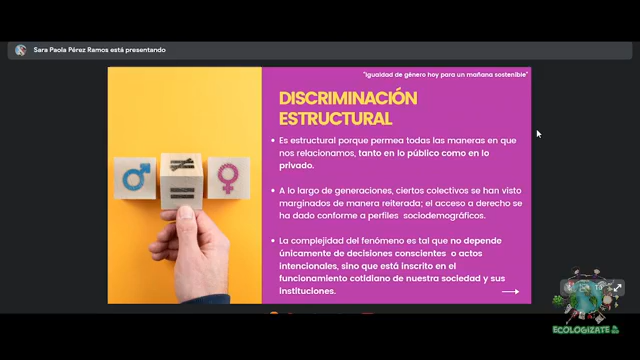 Sara Paola Pérez Ramos está presentando
"Igualdad de género hoy para un mañana sostenible"
DISCRIMINACIÓN
ESTRUCTURAL
• Es estructural porque permea todas las maneras en que
nos relacionamos, tanto en lo público como en lo
privado.
• A lo largo de generaciones, ciertos colectivos se han visto
marginados de manera reiterada; el acceso a derecho se
ha dado conforme a perfiles sociodemográficos.
• La complejidad del fenómeno es tal que no depende
únicamente de decisiones conscientes o actos
intencionales, sino que está inscrito en el
funcionamiento cotidiano de nuestra sociedad y sus
instituciones.
ECOLOGIZATE